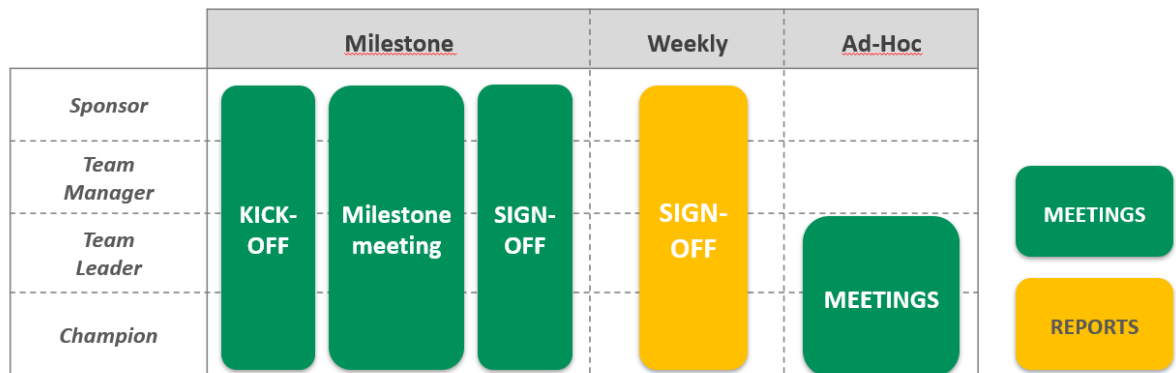 Milestone
Weekly
Ad-Hoc
Sponsor
Team
Manager
Team
Leader
Champion
KICK-
OFF
Milestone
meeting
SIGN-
OFF
SIGN-
OFF
MEETINGS
MEETINGS
REPORTS